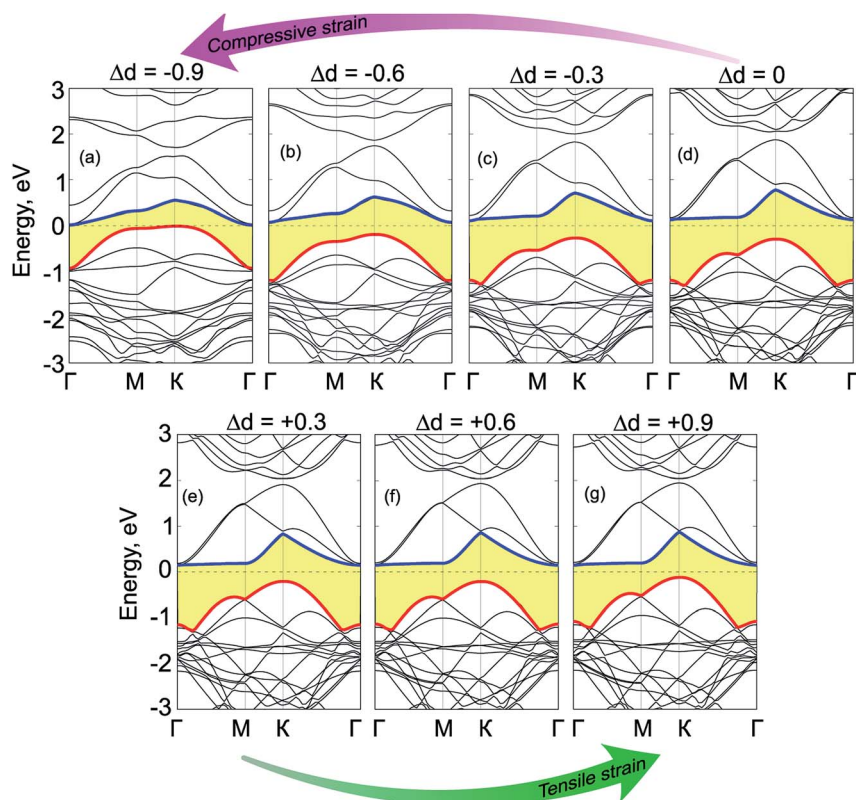 Compressive strain
Δd = -0.9 Δd = -0.6 Δd = -0.3 Δd = 0
3
2
1
0
-1
-2
-3
Energy, eV
(a) (b) (c) (d)
Γ M K Γ Γ M K Γ Γ M K Γ Γ M K Γ
Δd = +0.3 Δd = +0.6 Δd = +0.9
3
2
1
0
-1
-2
-3
Energy, eV
(e) (f) (g)
Γ M K Γ Γ M K Γ Γ M K Γ
Tensile strain